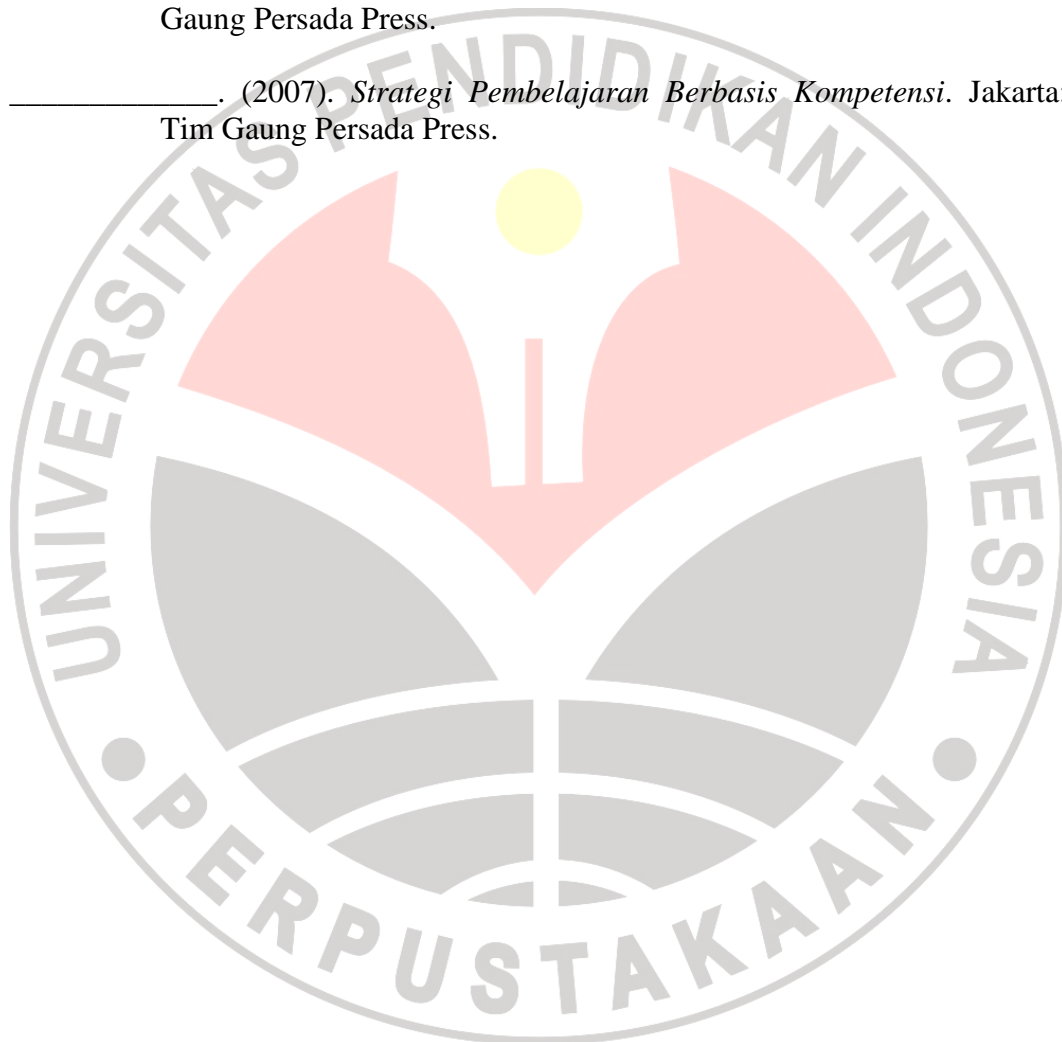 Gaung Persada Press.
_____________. (2007). Strategi Pembelajaran Berbasis Kompetensi. Jakarta:
Tim Gaung Persada Press.
UNIVERSITAS PENDIDIKAN INDONESIA
PERPUSTAKAAN